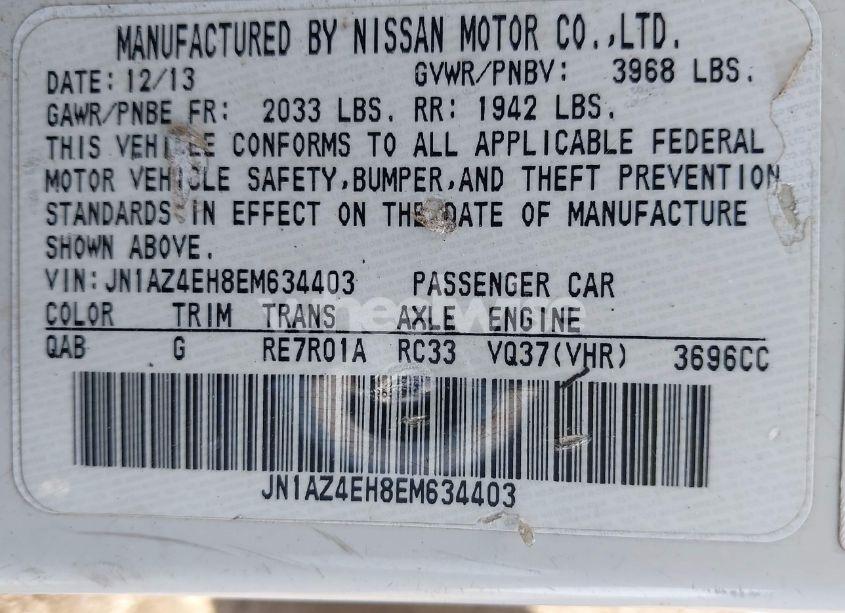 MANUFACTURED BY NISSAN MOTOR CO.,LTD.
DATE: 12/13 GVWR/PNBV: 3968 LBS.
GAWR/PNBE FR: 2033 LBS. RR: 1942 LBS.
THIS VEHICLE CONFORMS TO ALL APPLICABLE FEDERAL
MOTOR VEHICLE SAFETY,BUMPER,AND THEFT PREVENTION
STANDARDS IN EFFECT ON THE DATE OF MANUFACTURE
SHOWN ABOVE.
VIN:JN1AZ4EH8EM634403 PASSENGER CAR
COLOR TRIM TRANS AXLE ENGINE
QAB G RE7R01A RC33 VQ37(VHR) 3696CC
JN1AZ4EH8EM634403